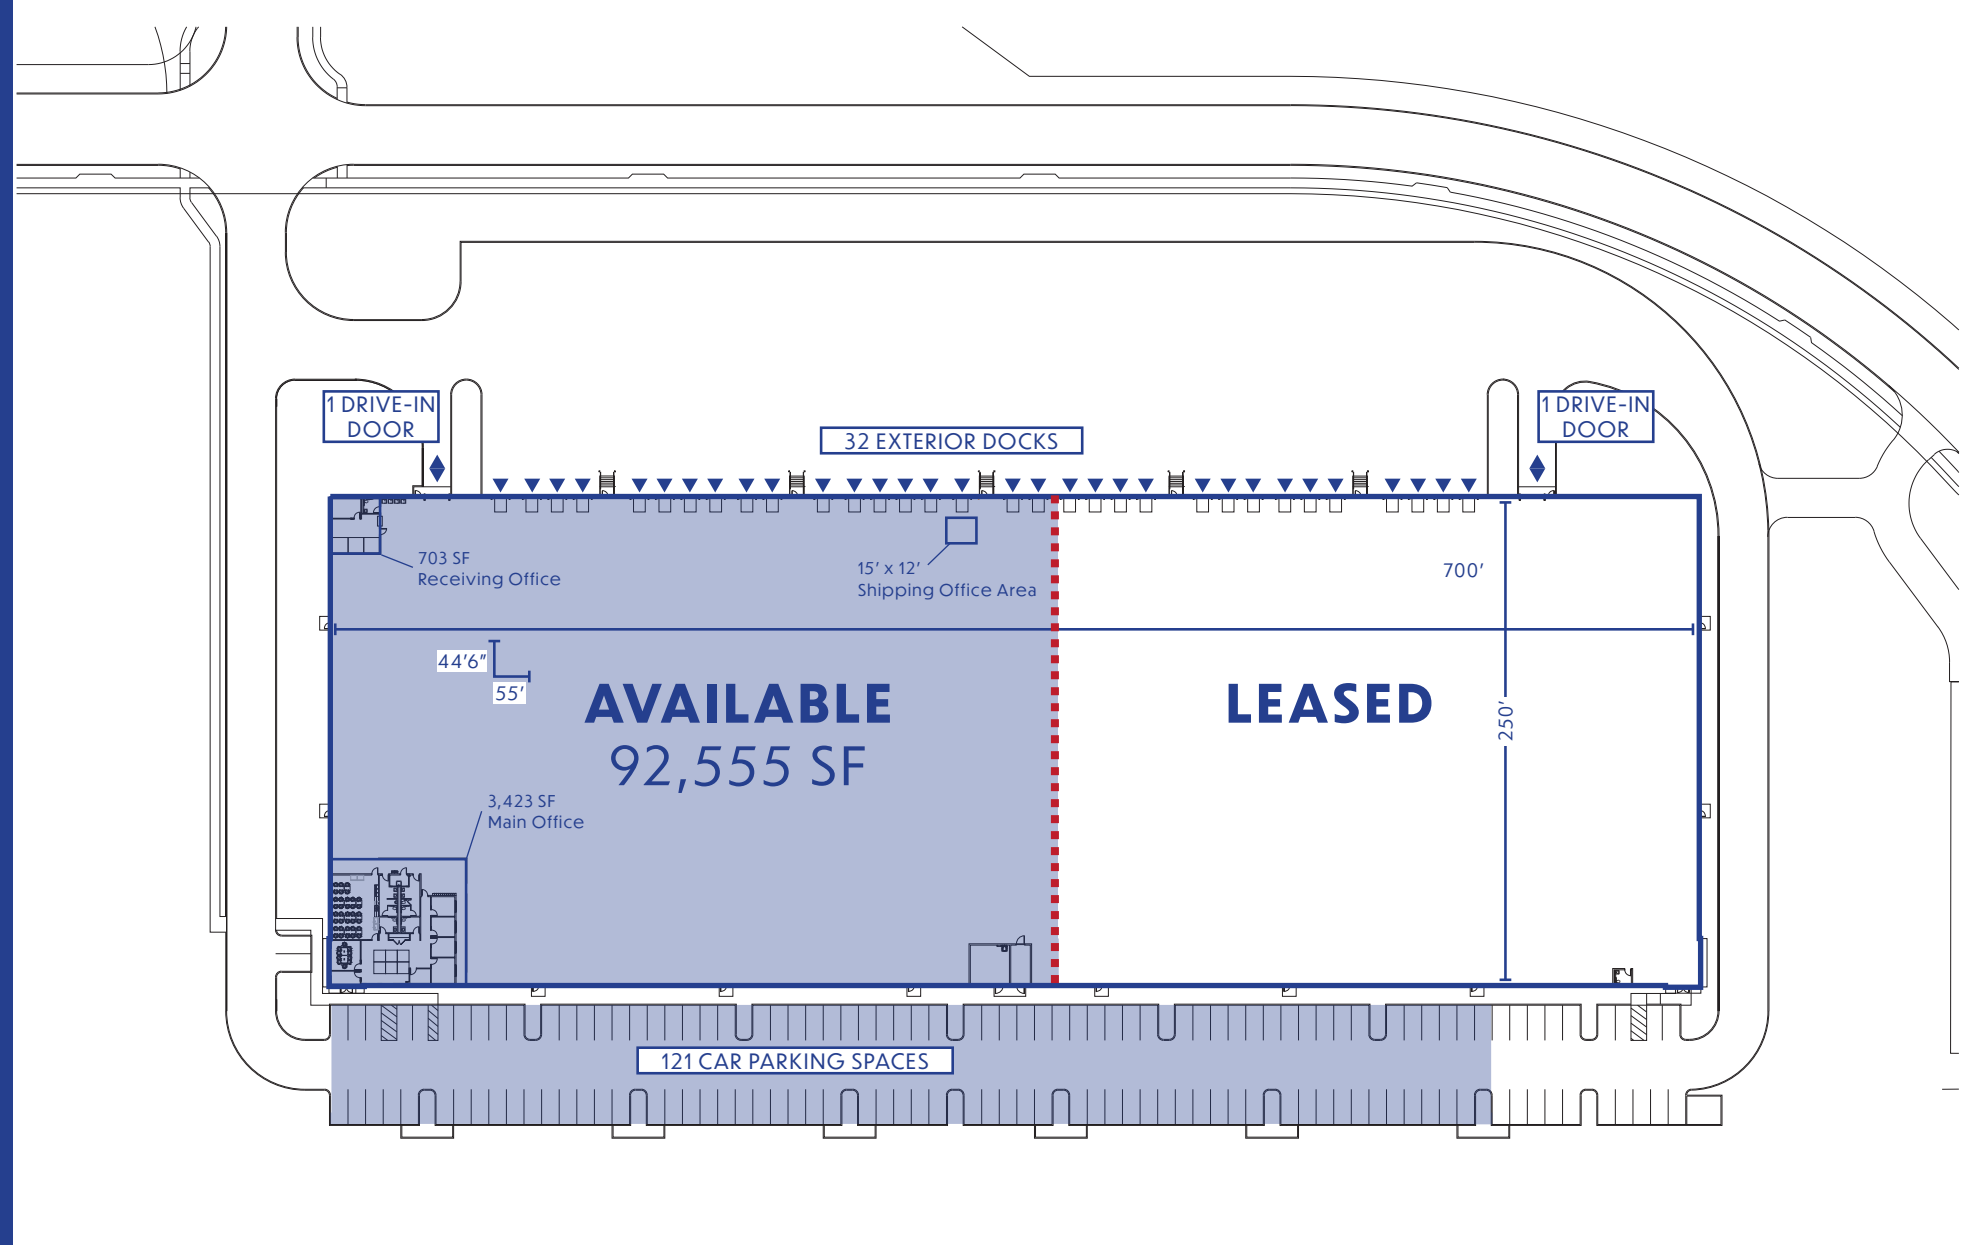 1 DRIVE-IN
DOOR
1 DRIVE-IN
DOOR
32 EXTERIOR DOCKS
703 SF
Receiving Office
15’ x 12’
Shipping Office Area
700’
44’6”
55’
AVAILABLE
92,555 SF
LEASED
250’
3,423 SF
Main Office
121 CAR PARKING SPACES